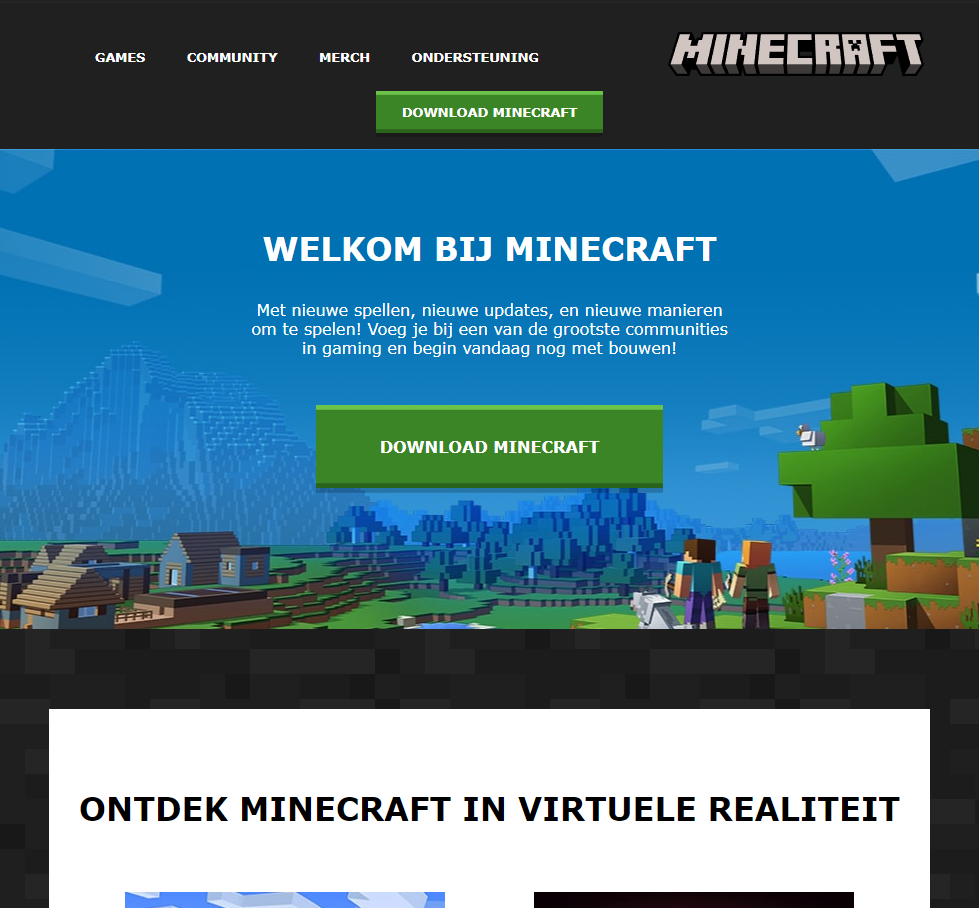 GAMES COMMUNITY MERCH ONDERSTEUNING
MINECRAFT
DOWNLOAD MINECRAFT
WELKOM BIJ MINECRAFT
Met nieuwe spellen, nieuwe updates, en nieuwe manieren
om te spelen! Voeg je bij een van de grootste communities
in gaming en begin vandaag nog met bouwen!
DOWNLOAD MINECRAFT
ONTDEK MINECRAFT IN VIRTUELE REALITEIT